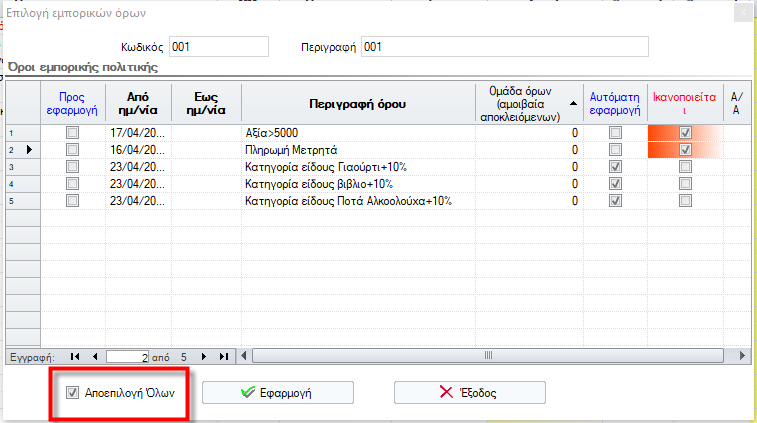 Επιλογή εμπορικών όρων
Κωδικός 001 Περιγραφή 001
Όροι εμπορικής πολιτικής
Προς εφαρμογή Από ημ/νία Εως ημ/νία Περιγραφή όρου Ομάδα όρων (αμοιβαία αποκλειόμενων) Αυτόματη εφαρμογή Ικανοποιείται Α/Α
1 17/04/20... Αξία>5000 0
2 16/04/20... Πληρωμή Μετρητά 0
3 23/04/20... Κατηγορία είδους Γιαούρτι+10% 0
4 23/04/20... Κατηγορία είδους βιβλιο+10% 0
5 23/04/20... Κατηγορία είδους Ποτά Αλκοολούχα+10% 0
Εγγραφή: 2 από 5
Αποεπιλογή Όλων Εφαρμογή Έξοδος